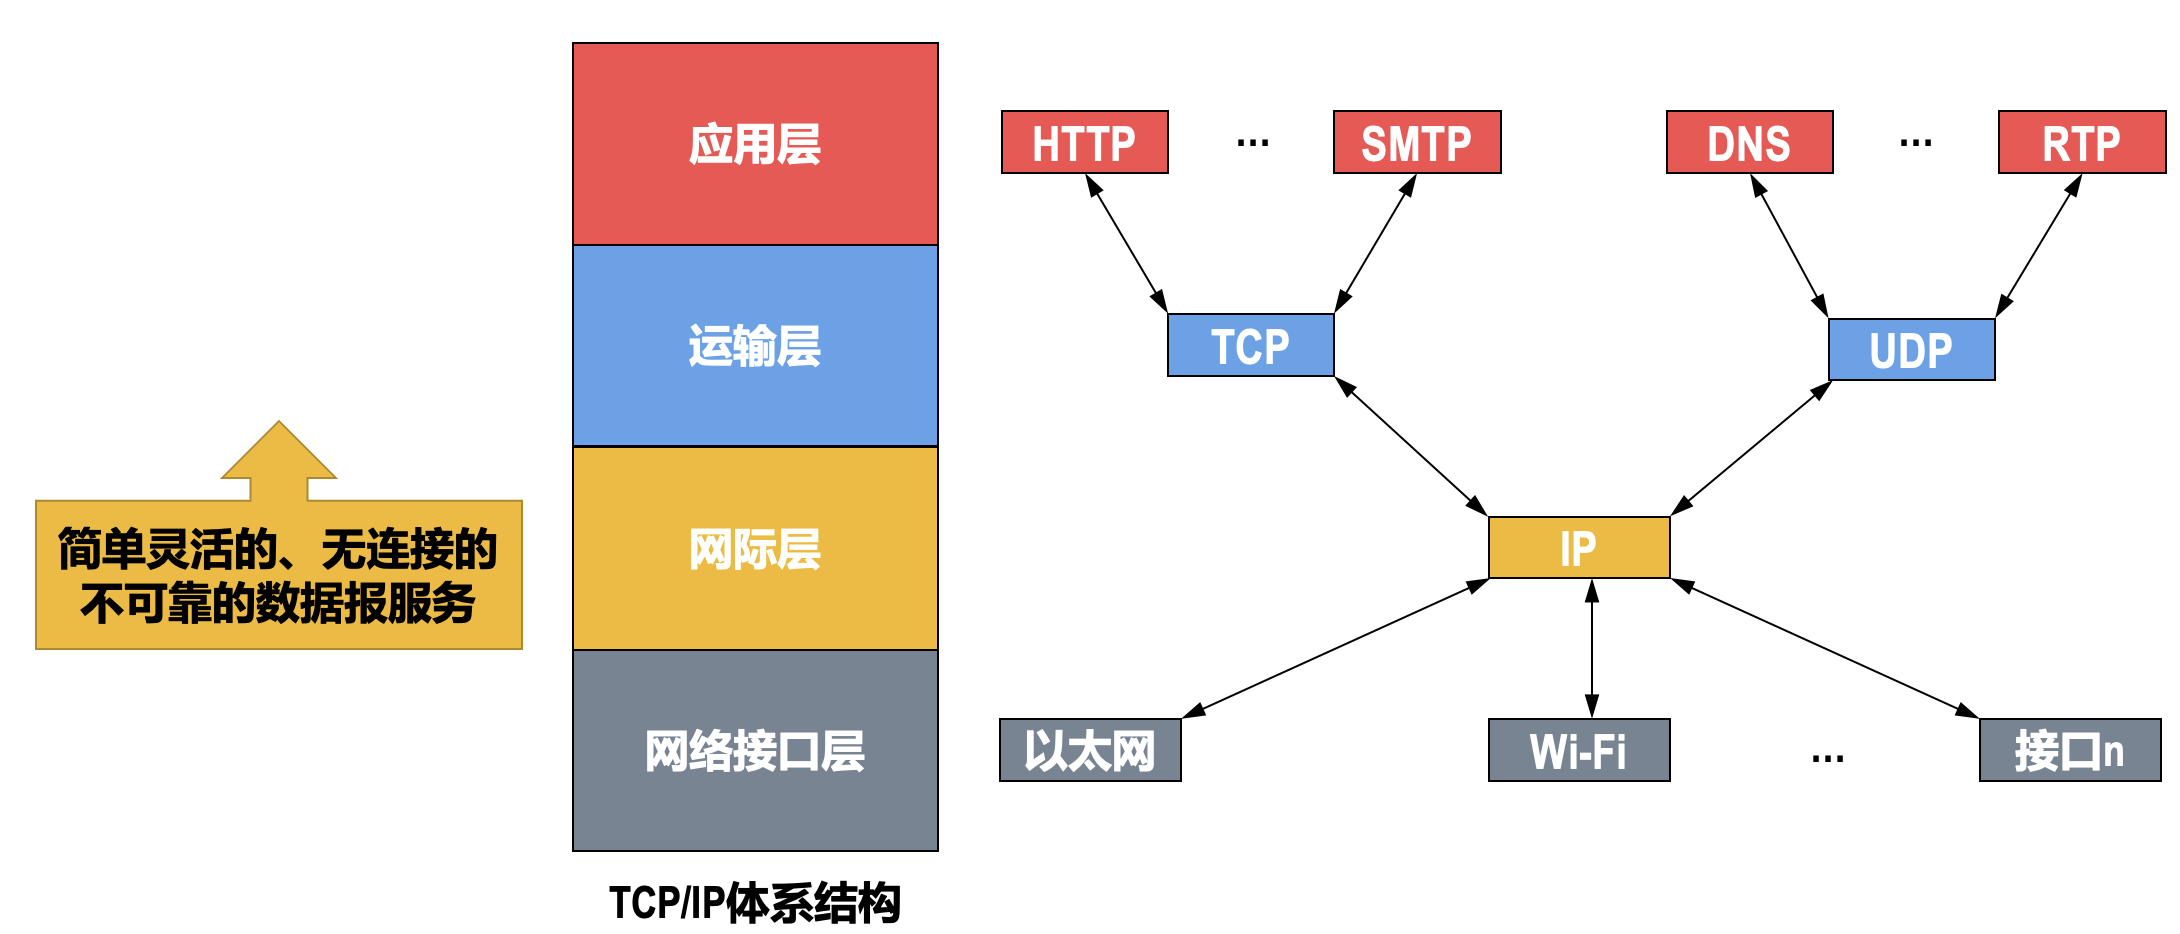 应用层
HTTP
...
SMTP
DNS
...
RTP
运输层
TCP
UDP
简单灵活的、无连接的
不可靠的数据报服务
网际层
IP
网络接口层
以太网
Wi-Fi
...
接口n
TCP/IP体系结构